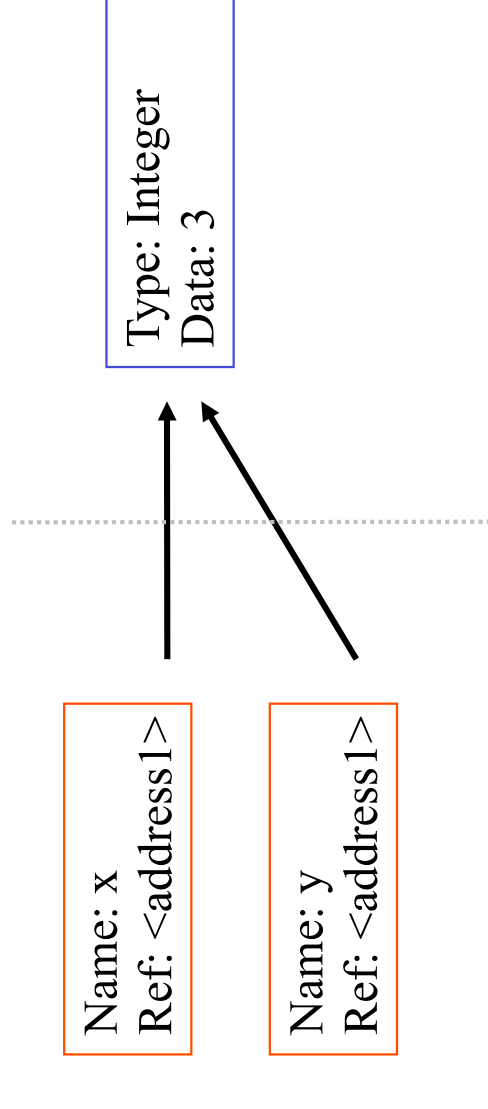 Name: x
Ref: <address1>
Name: y
Ref: <address1>
Type: Integer
Data: 3